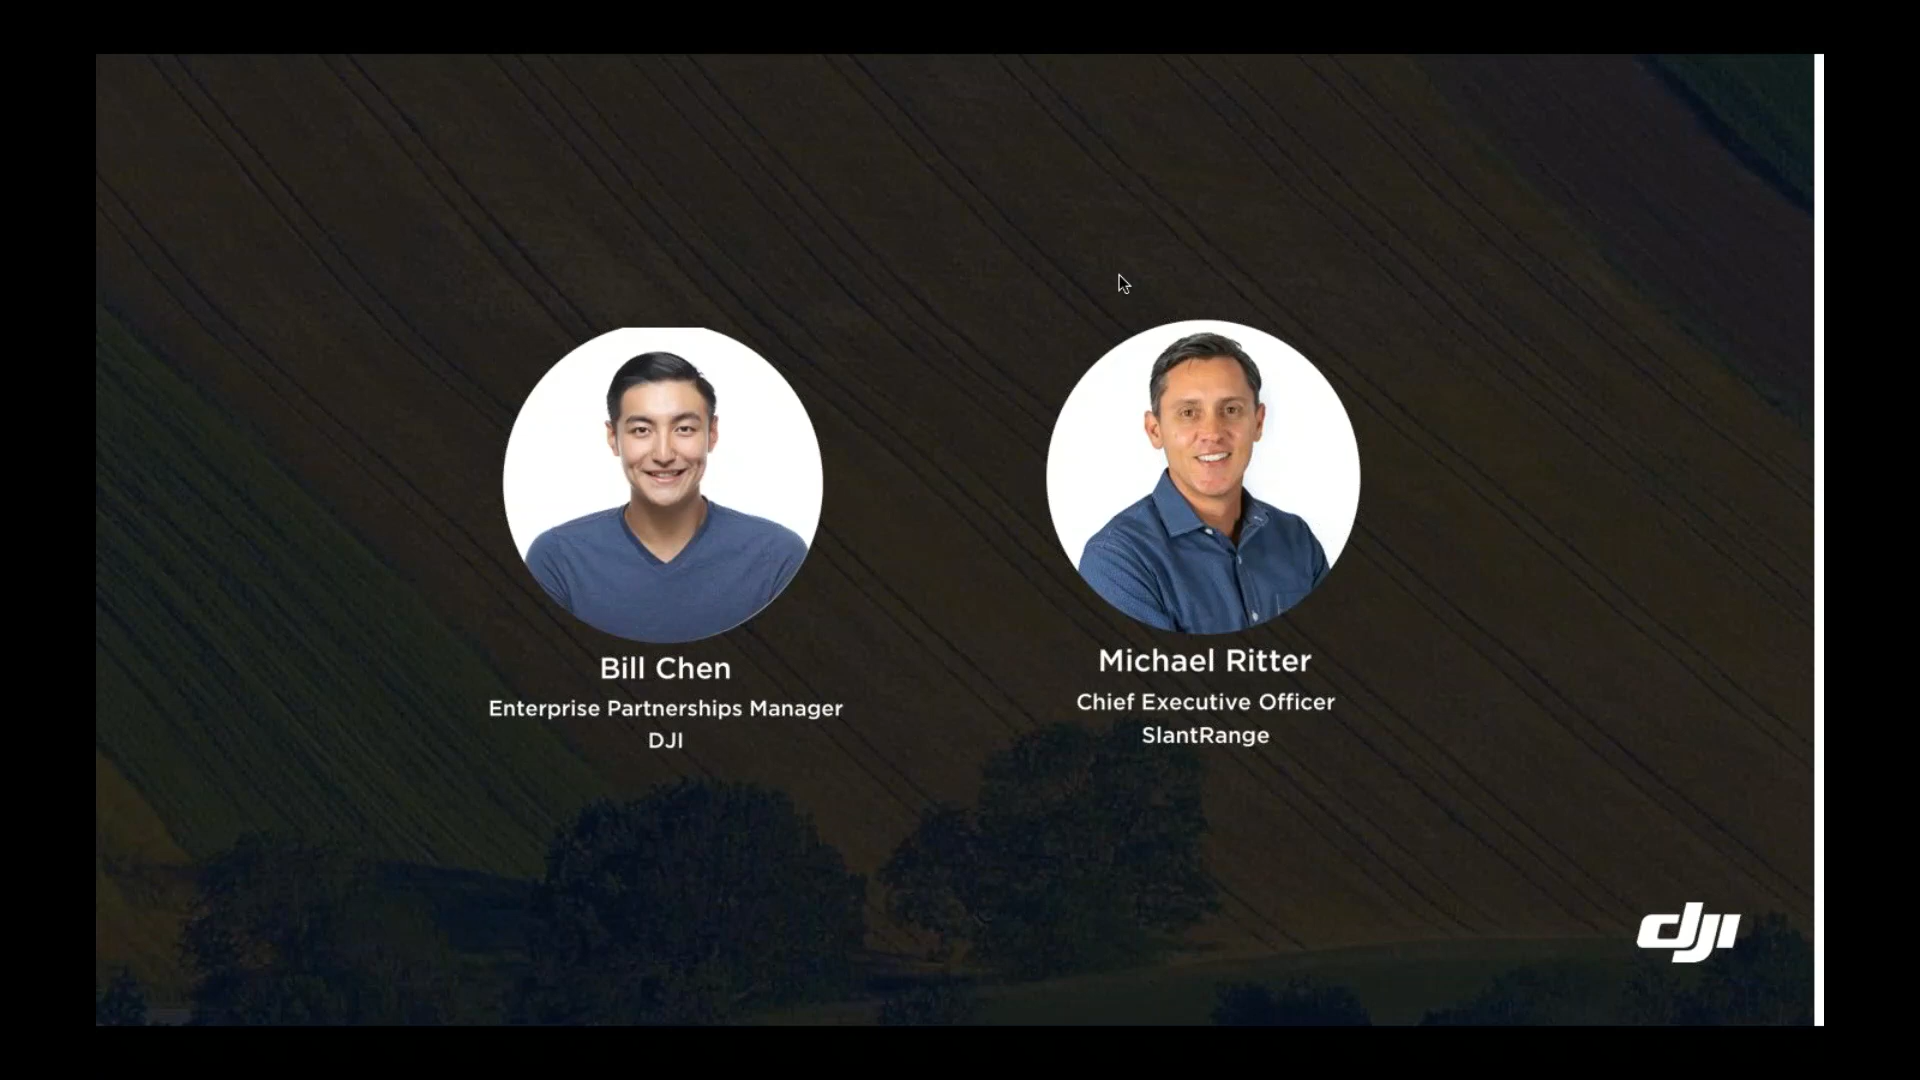 Bill Chen
Enterprise Partnerships Manager
DJI
Michael Ritter
Chief Executive Officer
SlantRange
dji